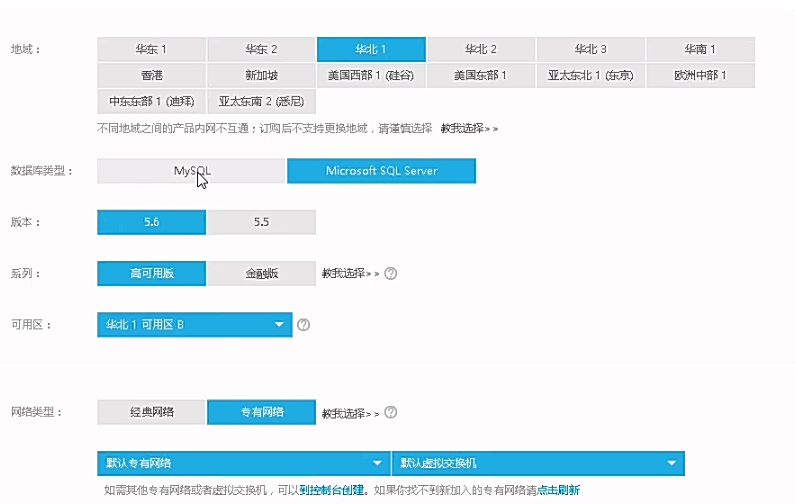 地域： 华东 1 华东 2 华北 1 华北 2 华北 3 华南 1
香港 新加坡 美国西部 1 (硅谷) 美国东部 1 亚太东北 1 (东京) 欧洲中部 1
中东东部 1 (迪拜) 亚太东南 2 (悉尼)
不同地域之间的产品内网不互通；订购后不支持更换地域，请谨慎选择 教我选择>>
数据库类型： MySQL Microsoft SQL Server
版本： 5.6 5.5
系列： 高可用版 金融版 教我选择>> ?
可用区： 华北 1 可用区 B ?
网络类型： 经典网络 专有网络 教我选择>> ?
默认专有网络 默认虚拟交换机
如需其他专有网络或者虚拟交换机，可以到控制台创建。如果你找不到新加入的专有网络请点击刷新